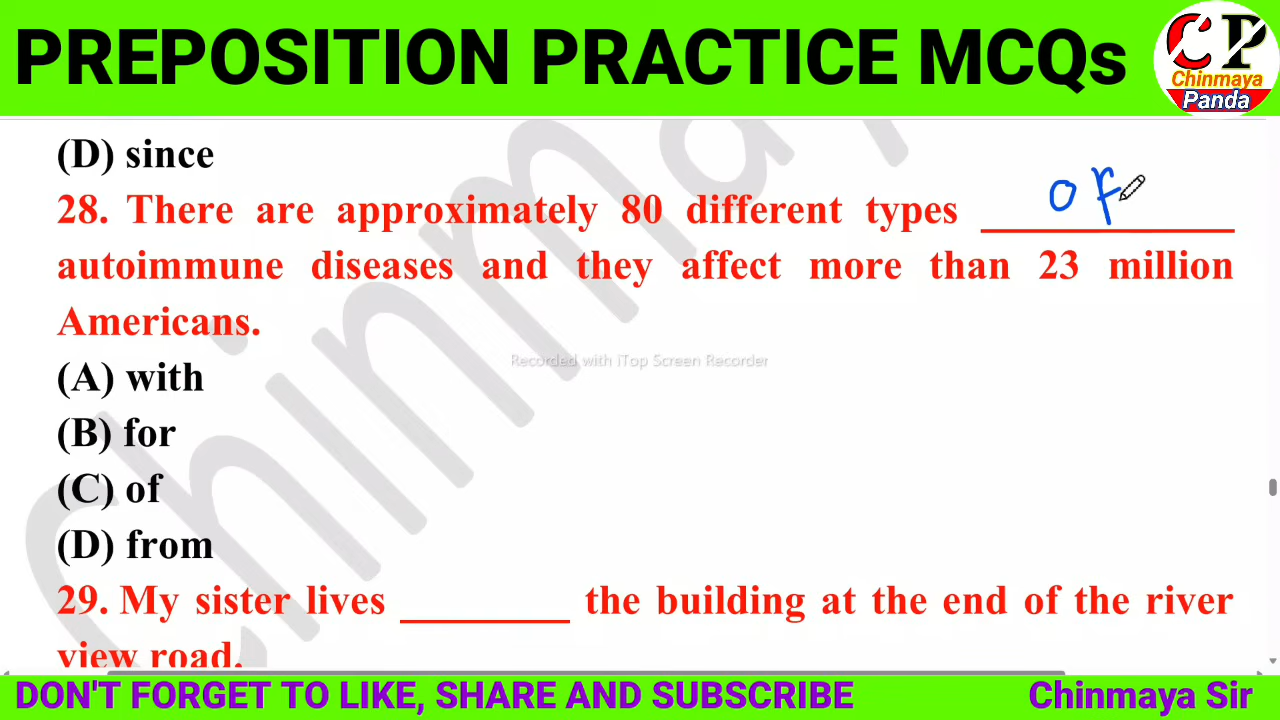 PREPOSITION PRACTICE MCQs
CP
Chinmaya
Panda
(D) since
28. There are approximately 80 different types of
autoimmune diseases and they affect more than 23 million
Americans.
Recorded with iTop Screen Recorder
(A) with
(B) for
(C) of
(D) from
29. My sister lives ________ the building at the end of the river
view road.
DON'T FORGET TO LIKE, SHARE AND SUBSCRIBE
Chinmaya Sir